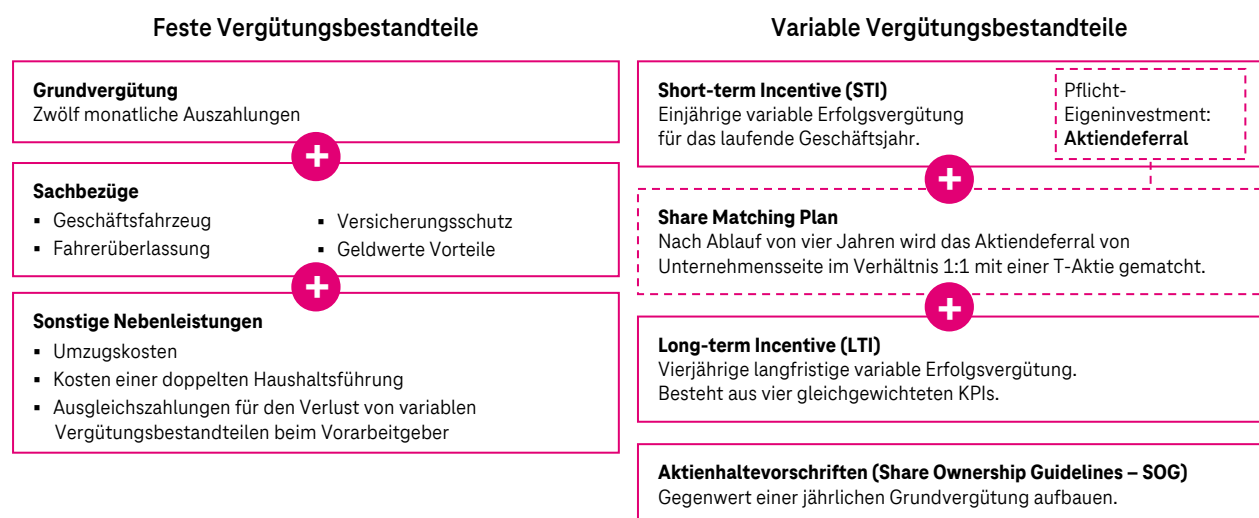 Feste Vergütungsbestandteile
Grundvergütung
Zwölf monatliche Auszahlungen
Sachbezüge
▪ Geschäftsfahrzeug
▪ Fahrerüberlassung
▪ Versicherungsschutz
▪ Geldwerte Vorteile
Sonstige Nebenleistungen
▪ Umzugskosten
▪ Kosten einer doppelten Haushaltsführung
▪ Ausgleichszahlungen für den Verlust von variablen
Vergütungsbestandteilen beim Vorarbeitgeber
Variable Vergütungsbestandteile
Short-term Incentive (STI)
Einjährige variable Erfolgsvergütung
für das laufende Geschäftsjahr.
Pflicht-
Eigeninvestment:
Aktiendeferral
Share Matching Plan
Nach Ablauf von vier Jahren wird das Aktiendeferral von
Unternehmensseite im Verhältnis 1:1 mit einer T-Aktie gematcht.
Long-term Incentive (LTI)
Vierjährige langfristige variable Erfolgsvergütung.
Besteht aus vier gleichgewichteten KPIs.
Aktienhaltevorschriften (Share Ownership Guidelines – SOG)
Gegenwert einer jährlichen Grundvergütung aufbauen.